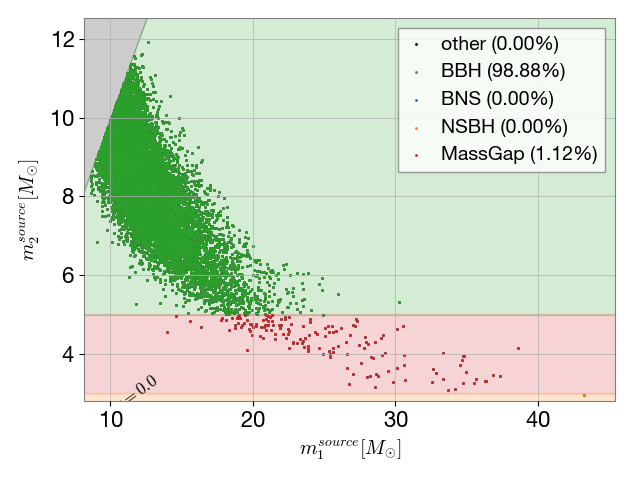 12
10
8
6
4
10
20
30
40
m_2^{source}[M_⊙]
m_1^{source}[M_⊙]
other (0.00%)
BBH (98.88%)
BNS (0.00%)
NSBH (0.00%)
MassGap (1.12%)
=0.0